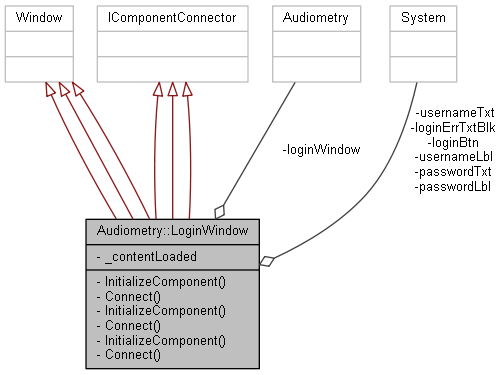 Window
IComponentConnector
Audiometry
System
-usernameTxt
-loginErrTxtBlk
-loginBtn
-usernameLbl
-passwordTxt
-passwordLbl
-loginWindow
Audiometry::LoginWindow
- _contentLoaded
- InitializeComponent()
- Connect()
- InitializeComponent()
- Connect()
- InitializeComponent()
- Connect()